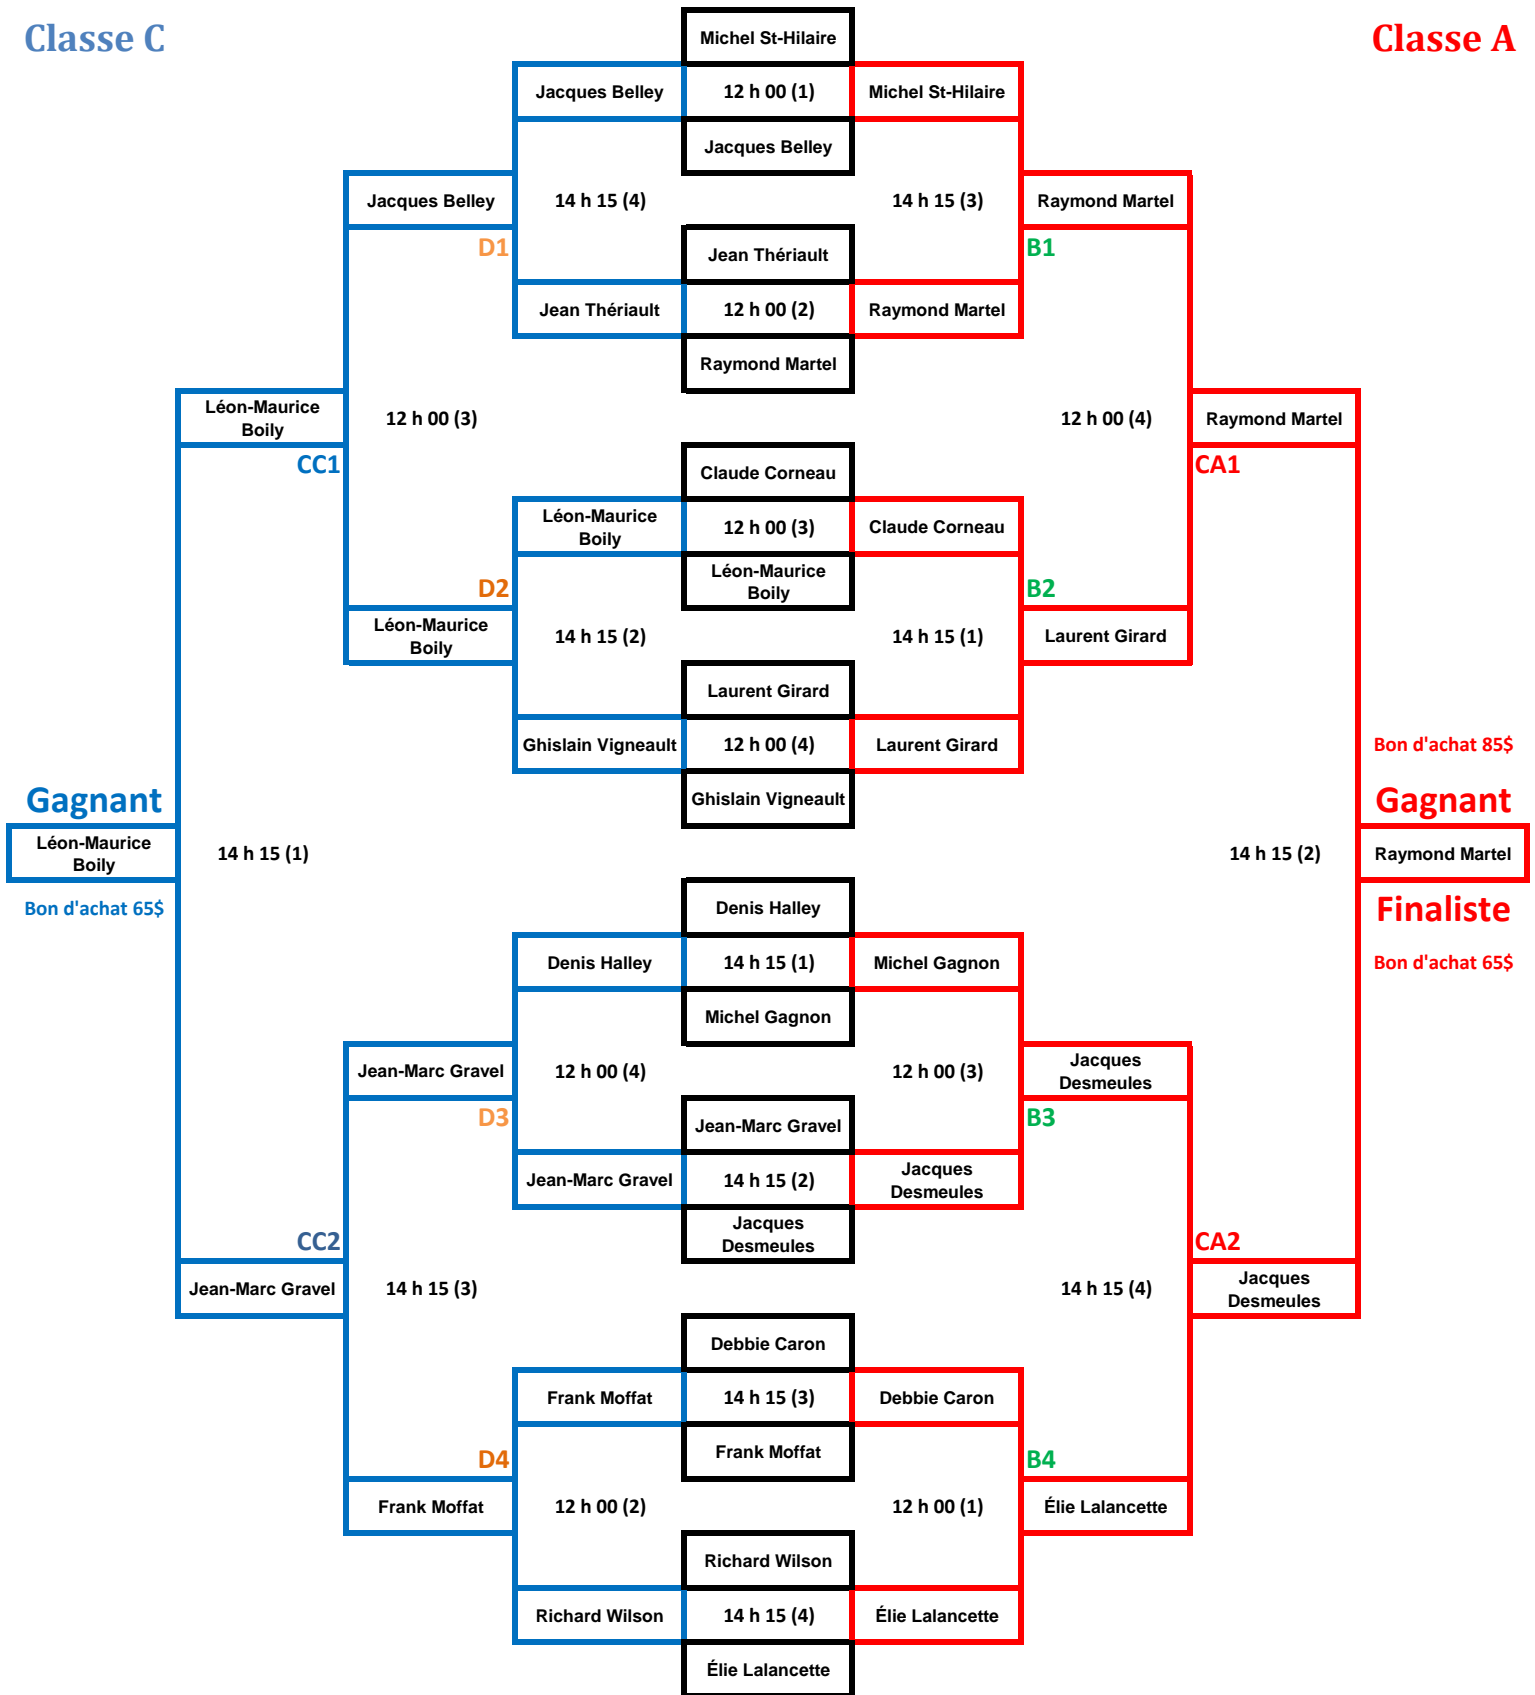 Classe C
Michel St-Hilaire
Classe A
Jacques Belley
12 h 00 (1)
Michel St-Hilaire
Jacques Belley
Jacques Belley
14 h 15 (4)
14 h 15 (3)
Raymond Martel
D1
Jean Thériault
B1
Jean Thériault
12 h 00 (2)
Raymond Martel
Raymond Martel
Léon-Maurice
Boily
12 h 00 (3)
12 h 00 (4)
Raymond Martel
CC1
Claude Corneau
CA1
Léon-Maurice
Boily
12 h 00 (3)
Claude Corneau
D2
Léon-Maurice
Boily
B2
Léon-Maurice
Boily
14 h 15 (2)
14 h 15 (1)
Laurent Girard
Laurent Girard
Ghislain Vigneault
12 h 00 (4)
Laurent Girard
Bon d'achat 85$
Gagnant
Ghislain Vigneault
Gagnant
Léon-Maurice
Boily
14 h 15 (1)
14 h 15 (2)
Raymond Martel
Bon d'achat 65$
Denis Halley
Finaliste
Denis Halley
14 h 15 (1)
Michel Gagnon
Bon d'achat 65$
Michel Gagnon
Jean-Marc Gravel
12 h 00 (4)
12 h 00 (3)
Jacques
Desmeules
D3
Jean-Marc Gravel
B3
Jean-Marc Gravel
14 h 15 (2)
Jacques
Desmeules
CC2
Jacques
Desmeules
CA2
Jean-Marc Gravel
14 h 15 (3)
14 h 15 (4)
Jacques
Desmeules
Debbie Caron
Frank Moffat
14 h 15 (3)
Debbie Caron
D4
Frank Moffat
B4
Frank Moffat
12 h 00 (2)
12 h 00 (1)
Élie Lalancette
Richard Wilson
Richard Wilson
14 h 15 (4)
Élie Lalancette
Élie Lalancette